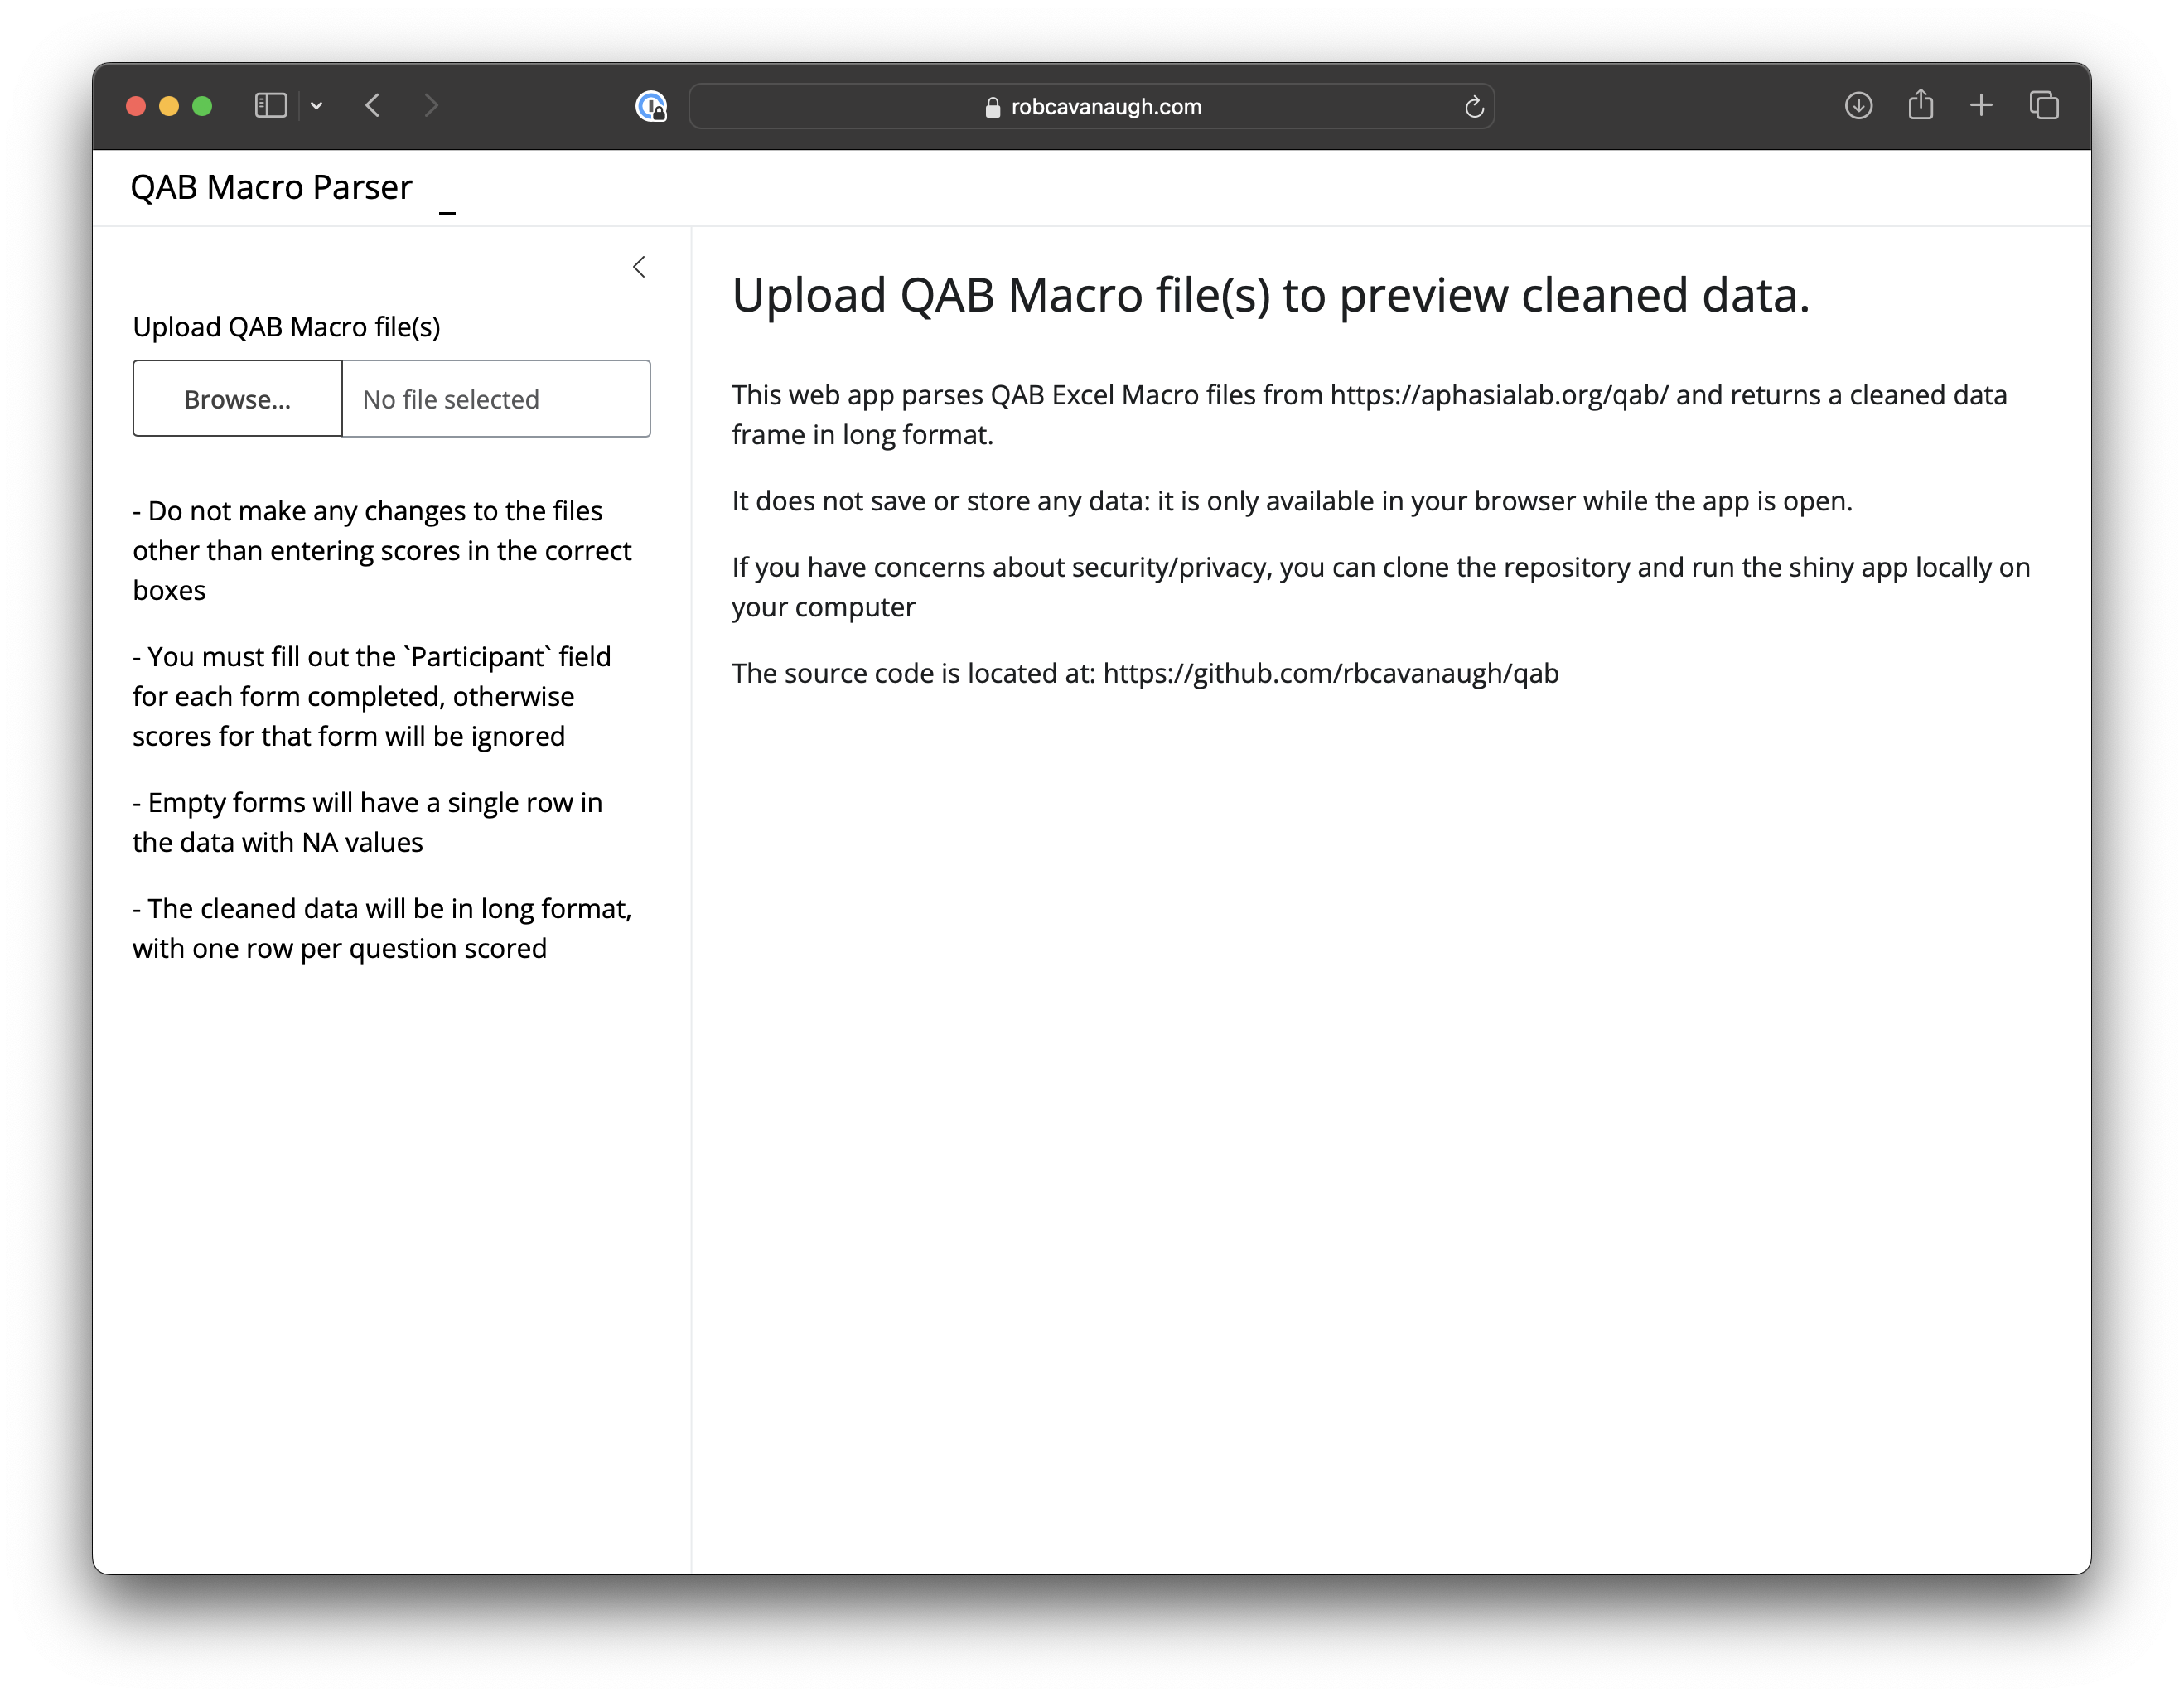 robcavanaugh.com
QAB Macro Parser
Upload QAB Macro file(s)
Browse...
No file selected
- Do not make any changes to the files
other than entering scores in the correct
boxes
- You must fill out the `Participant` field
for each form completed, otherwise
scores for that form will be ignored
- Empty forms will have a single row in
the data with NA values
- The cleaned data will be in long format,
with one row per question scored
Upload QAB Macro file(s) to preview cleaned data.
This web app parses QAB Excel Macro files from https://aphasialab.org/qab/ and returns a cleaned data
frame in long format.
It does not save or store any data: it is only available in your browser while the app is open.
If you have concerns about security/privacy, you can clone the repository and run the shiny app locally on
your computer
The source code is located at: https://github.com/rbcavanaugh/qab